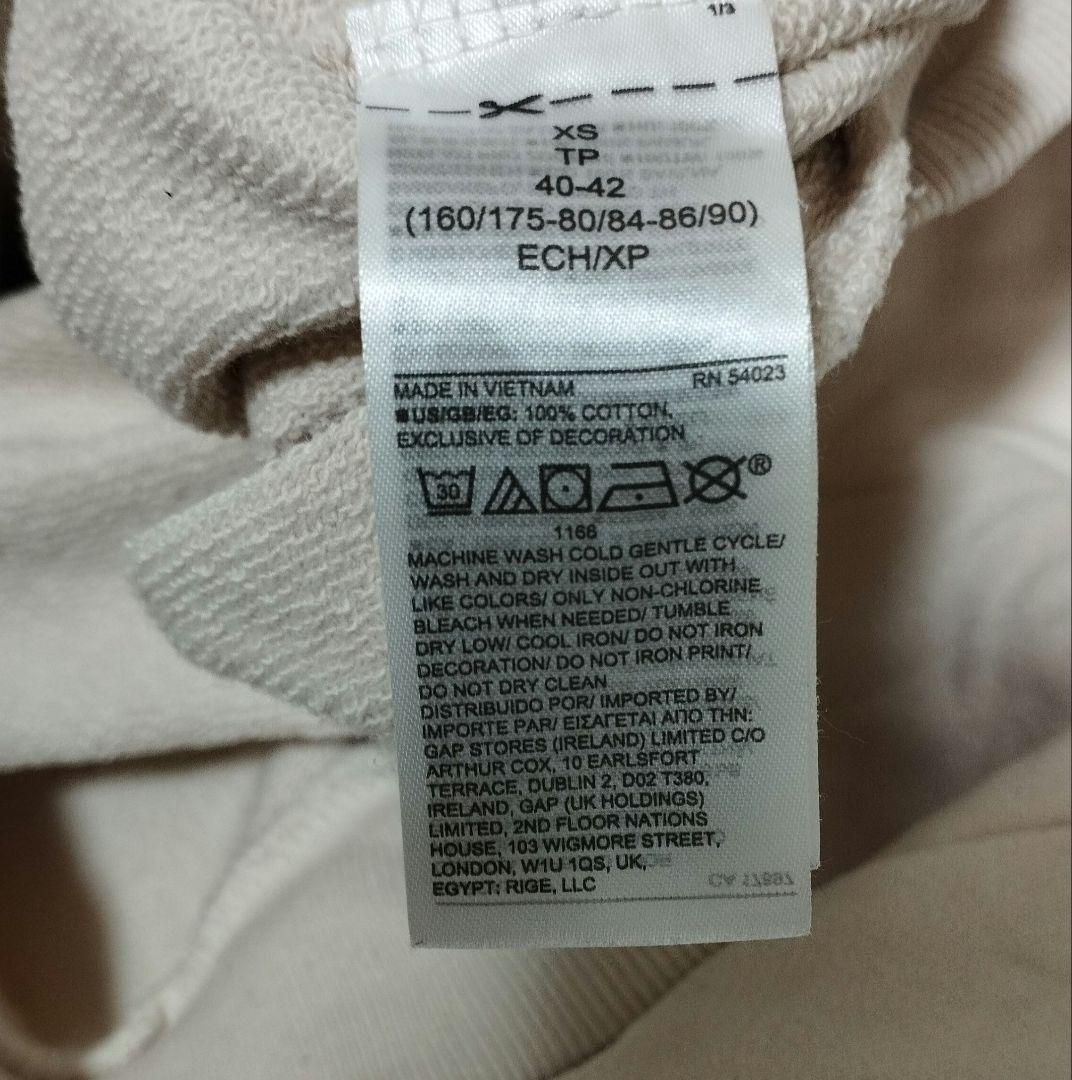 1/3
XS
TP
40-42
(160/175-80/84-86/90)
ECH/XP
MADE IN VIETNAM RN 54023
■US/GB/EG: 100% COTTON,
EXCLUSIVE OF DECORATION
30 ®
1166
MACHINE WASH COLD GENTLE CYCLE/
WASH AND DRY INSIDE OUT WITH
LIKE COLORS/ ONLY NON-CHLORINE
BLEACH WHEN NEEDED/ TUMBLE
DRY LOW/ COOL IRON/ DO NOT IRON
DECORATION/ DO NOT IRON PRINT/
DO NOT DRY CLEAN
DISTRIBUIDO POR/ IMPORTED BY/
IMPORTE PAR/ ΕΙΣΑΓΕΤΑΙ ΑΠΟ ΤΗΝ:
GAP STORES (IRELAND) LIMITED C/O
ARTHUR COX, 10 EARLSFORT
TERRACE, DUBLIN 2, D02 T380,
IRELAND, GAP (UK HOLDINGS)
LIMITED, 2ND FLOOR NATIONS
HOUSE, 103 WIGMORE STREET,
LONDON, W1U 1QS, UK,
EGYPT: RIGE, LLC